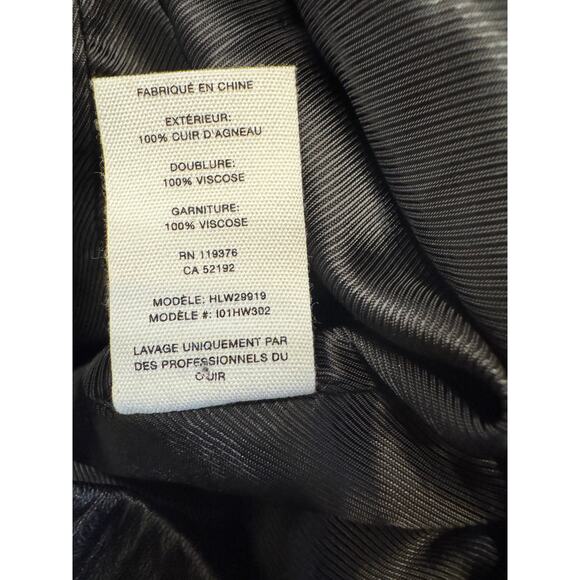 FABRIQUÉ EN CHINE
EXTÉRIEUR:
100% CUIR D'AGNEAU
DOUBLURE:
100% VISCOSE
GARNITURE:
100% VISCOSE
RN 119376
CA 52192
MODÈLE: HLW29919
MODÈLE #: I01HW302
LAVAGE UNIQUEMENT PAR
DES PROFESSIONNELS DU
CUIR